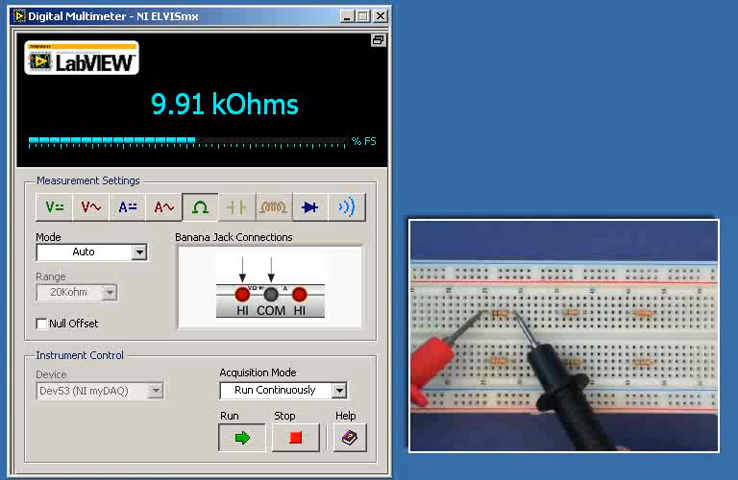 Digital Multimeter - NI ELVISmx
LabVIEW
9.91 kOhms
% FS
Measurement Settings
V
V
A
A
Ω
Mode
Auto
Banana Jack Connections
Range
20Kohm
VΩ
A
HI COM HI
Null Offset
Instrument Control
Device
Dev53 (NI myDAQ)
Acquisition Mode
Run Continuously
Run
Stop
Help